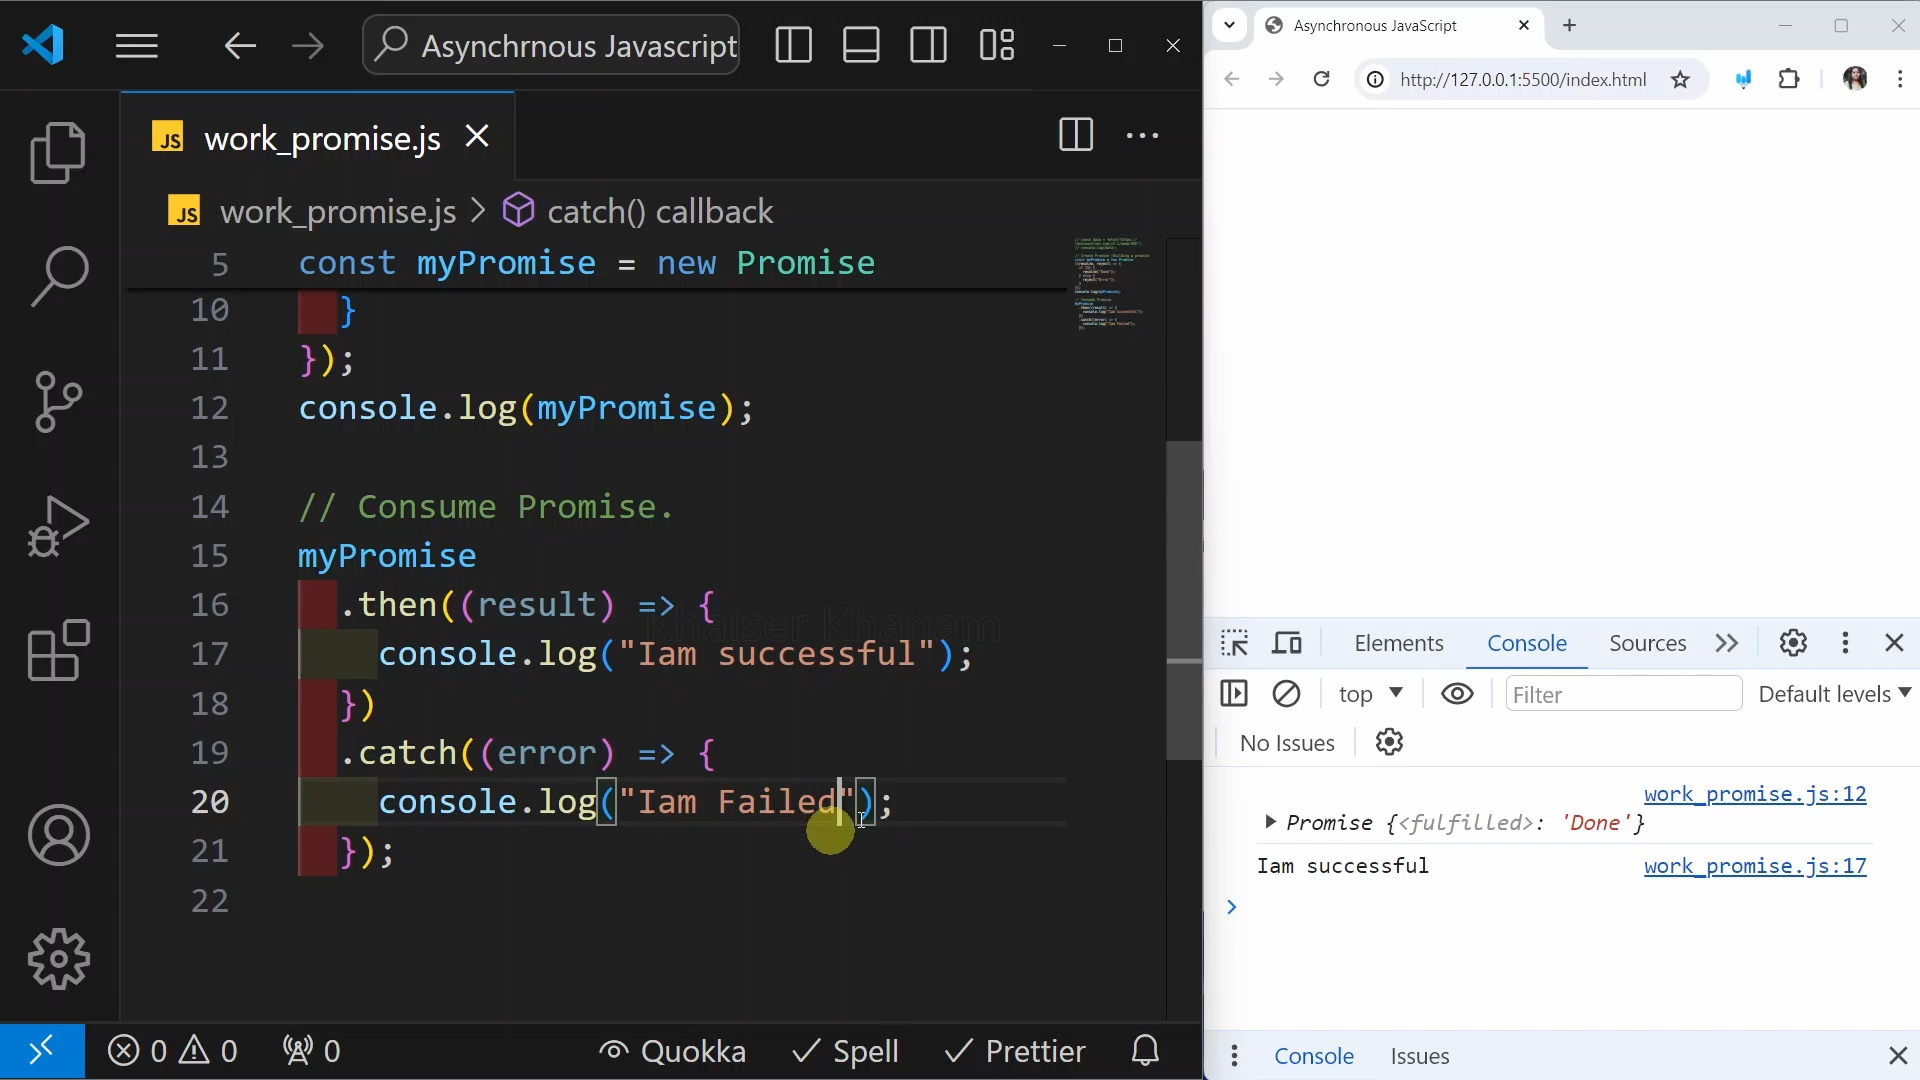 Asynchrnous Javascript
JS work_promise.js
JS work_promise.js > catch() callback
5 const myPromise = new Promise
10 }
11 });
12 console.log(myPromise);
13
14 // Consume Promise.
15 myPromise
16 .then((result) => {
Khaiser Khanam
17 console.log("Iam successful");
18 })
19 .catch((error) => {
20 console.log("Iam Failed");
21 });
22
0 0 0 Quokka Spell Prettier
Asynchronous JavaScript
http://127.0.0.1:5500/index.html
Elements Console Sources
top Filter Default levels
No Issues
work_promise.js:12
Promise {<fulfilled>: 'Done'}
Iam successful work_promise.js:17
Console Issues